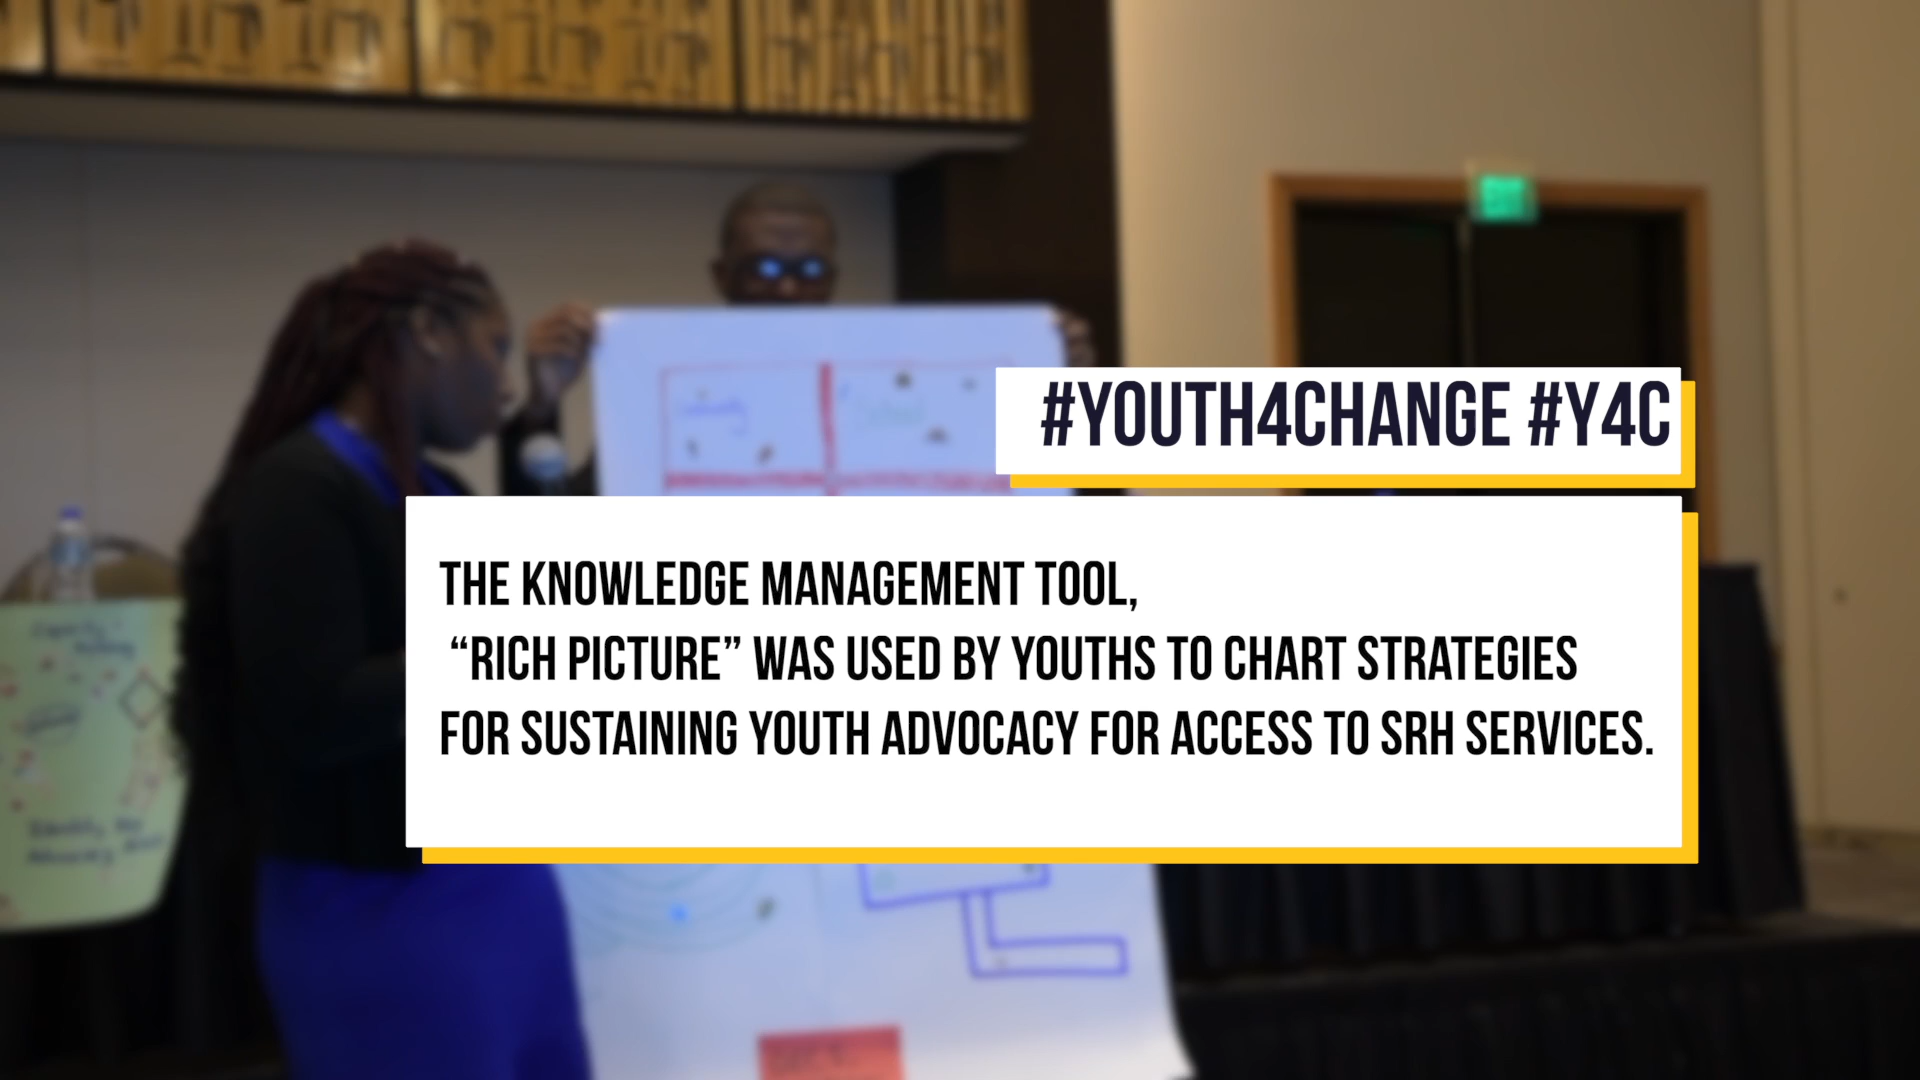 #YOUTH4CHANGE #Y4C
THE KNOWLEDGE MANAGEMENT TOOL,
“RICH PICTURE” WAS USED BY YOUTHS TO CHART STRATEGIES
FOR SUSTAINING YOUTH ADVOCACY FOR ACCESS TO SRH SERVICES.